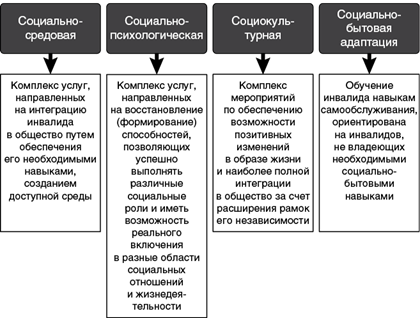 Социально-
средовая
Комплекс услуг,
направленных
на интеграцию
инвалида
в общество путем
обеспечения
его необходимыми
навыками,
созданием
доступной среды
Социально-
психологическая
Комплекс услуг,
направленных
на восстановление
(формирование)
способностей,
позволяющих
успешно
выполнять
различные
социальные
роли и иметь
возможность
реального
включения
в разные области
социальных
отношений
и жизнедея-
тельности
Социокуль-
турная
Комплекс
мероприятий
по обеспечению
возможности
позитивных
изменений
в образе жизни
и наиболее полной
интеграции
в общество за счет
расширения рамок
его независимости
Социально-
бытовая
адаптация
Обучение
инвалида навыкам
самообслуживания,
ориентирована
на инвалидов,
не владеющих
необходимыми
социально-
бытовыми
навыками